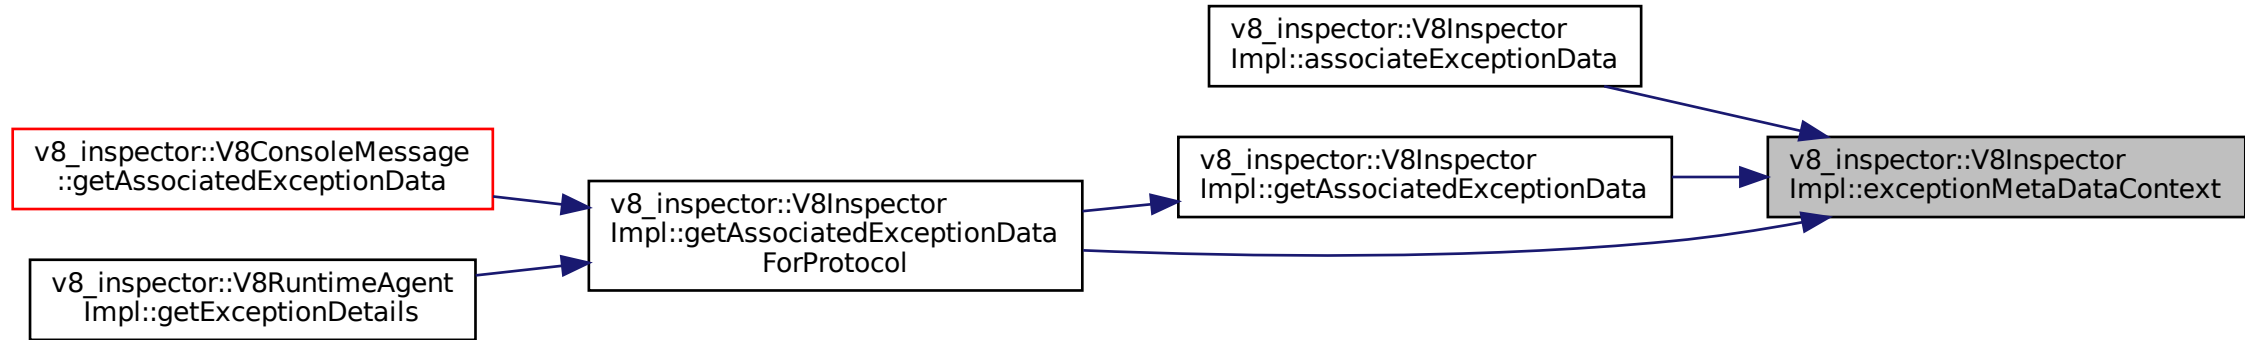 v8_inspector::V8Inspector
Impl::associateExceptionData
v8_inspector::V8ConsoleMessage
::getAssociatedExceptionData
v8_inspector::V8Inspector
Impl::getAssociatedExceptionData
v8_inspector::V8Inspector
Impl::exceptionMetaDataContext
v8_inspector::V8Inspector
Impl::getAssociatedExceptionData
ForProtocol
v8_inspector::V8RuntimeAgent
Impl::getExceptionDetails